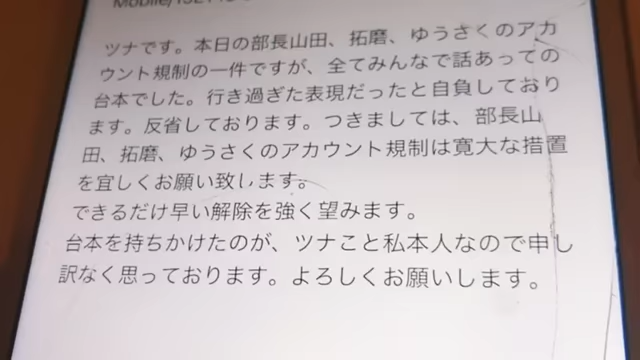 ツナです。本日の部長山田、拓磨、ゆうさくのアカ
ウント規制の一件ですが、全てみんなで話あっての
台本でした。行き過ぎた表現だったと自負しており
ます。反省しております。つきましては、部長山
田、拓磨、ゆうさくのアカウント規制は寛大な措置
を宜しくお願い致します。
できるだけ早い解除を強く望みます。
台本を持ちかけたのが、ツナこと私本人なので申し
訳なく思っております。よろしくお願いします。